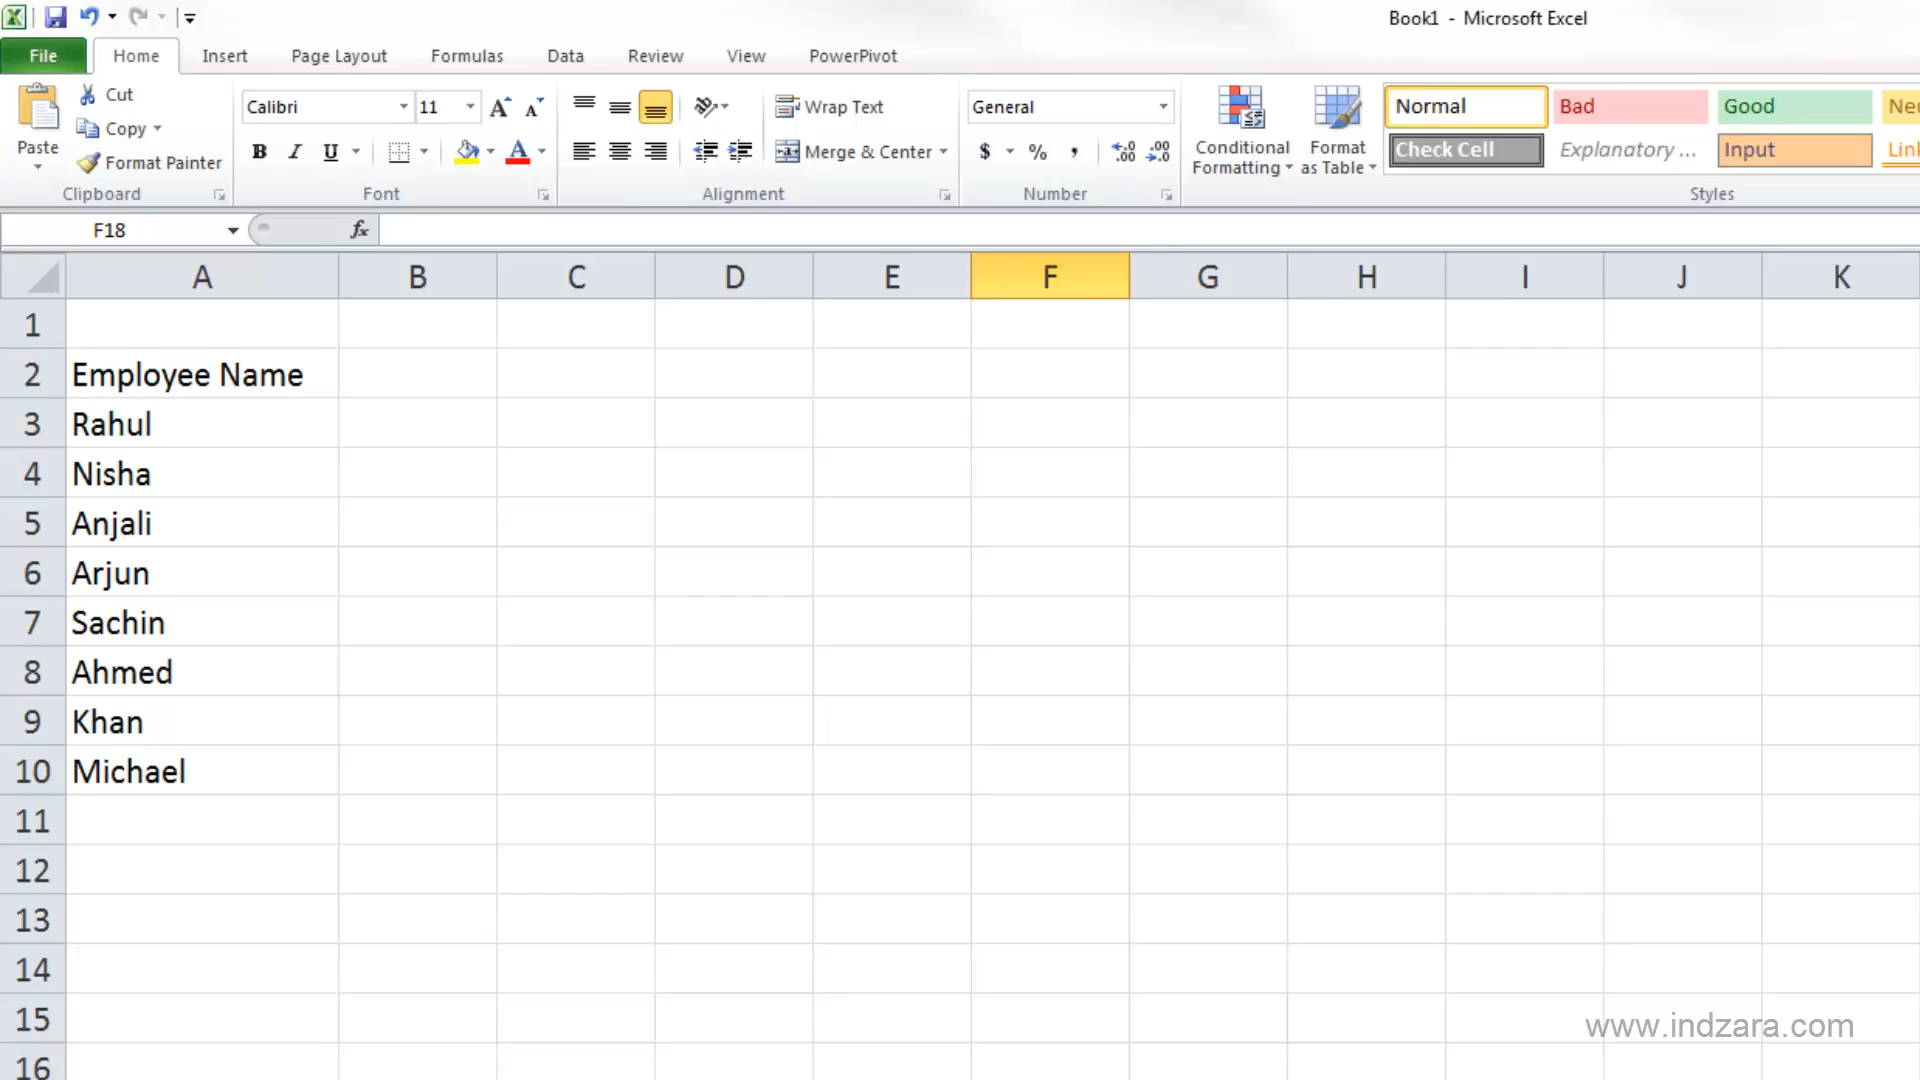 Book1 - Microsoft Excel
File Home Insert Page Layout Formulas Data Review View PowerPivot
Paste
Cut
Copy
Format Painter
Clipboard
Calibri 11
B I U A
Font
Wrap Text
Merge & Center
Alignment
General
$ % ,
Number
Conditional Formatting
Format as Table
Normal Bad Good
Check Cell Explanatory ... Input
Styles
F18 fx
A B C D E F G H I J K
1
2 Employee Name
3 Rahul
4 Nisha
5 Anjali
6 Arjun
7 Sachin
8 Ahmed
9 Khan
10 Michael
11
12
13
14
15
16
www.indzara.com